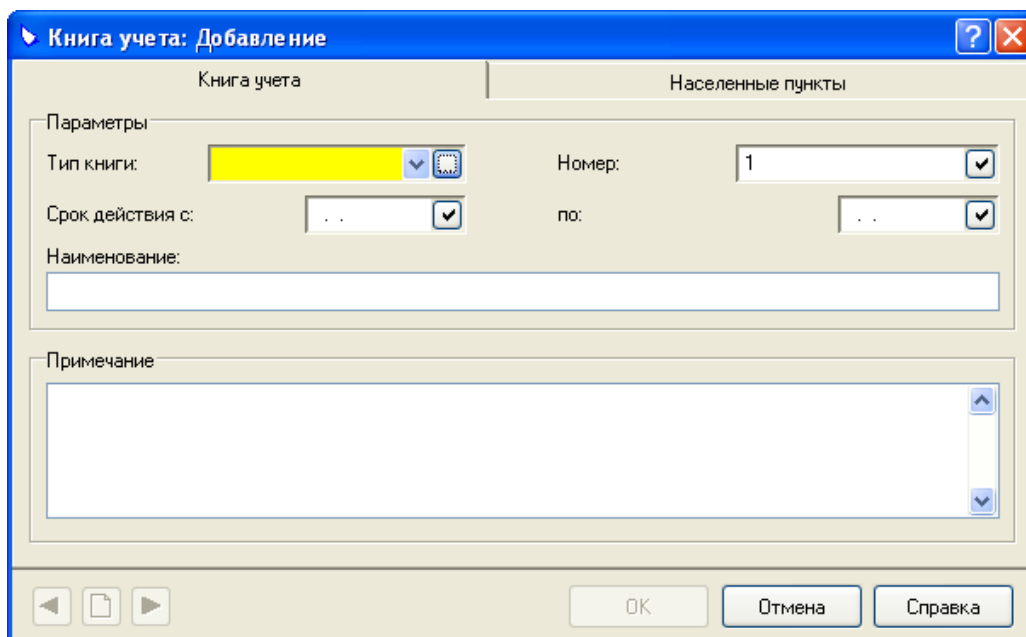 Книга учета: Добавление
Книга учета
Населенные пункты
Параметры
Тип книги:
Номер: 1
Срок действия с: . .
по: . .
Наименование:
Примечание
OK
Отмена
Справка